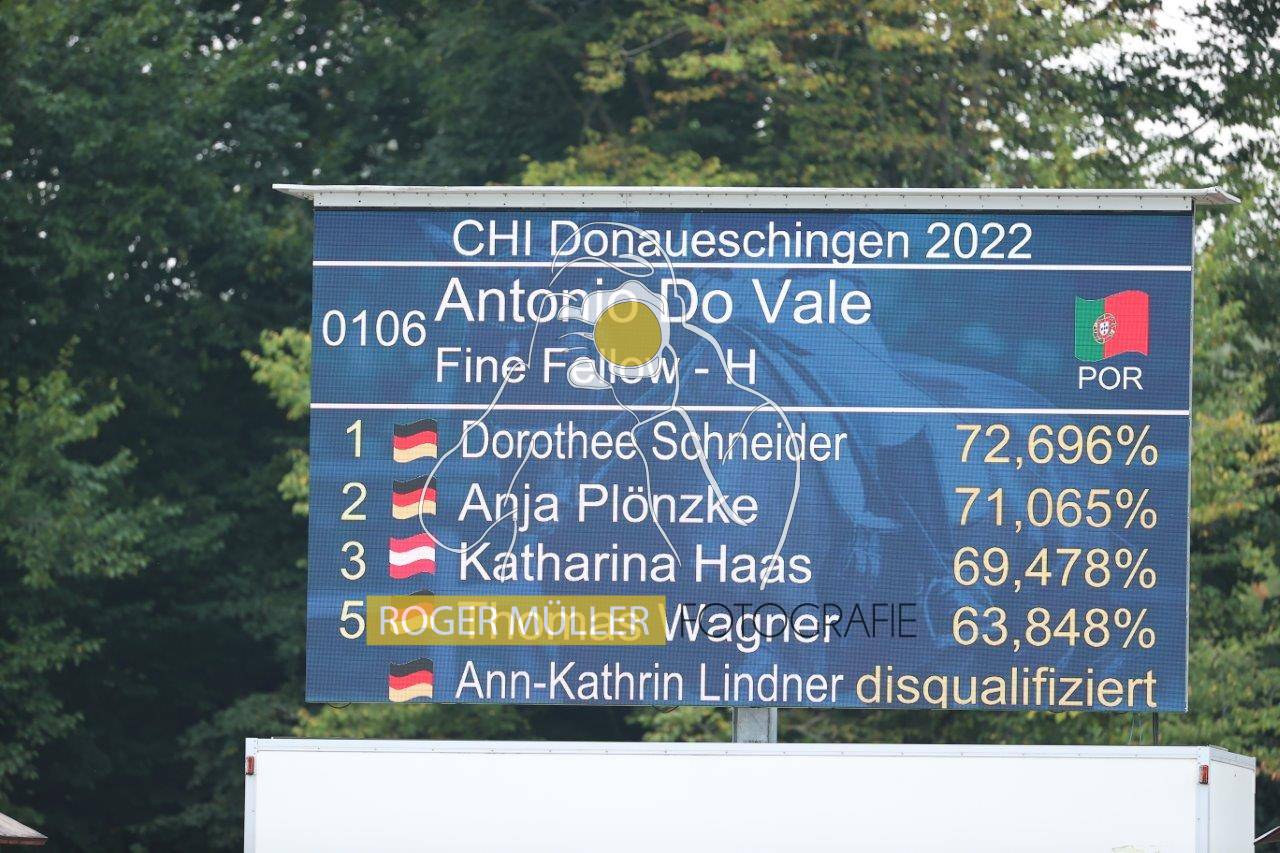 CHI Donaueschingen 2022
0106 Antonio Do Vale
Fine Fellow - H
POR
1 Dorothee Schneider 72,696%
2 Anja Plönzke 71,065%
3 Katharina Haas 69,478%
5 Thomas Wagner 63,848%
ROGER MÜLLER FOTOGRAFIE
Ann-Kathrin Lindner disqualifiziert